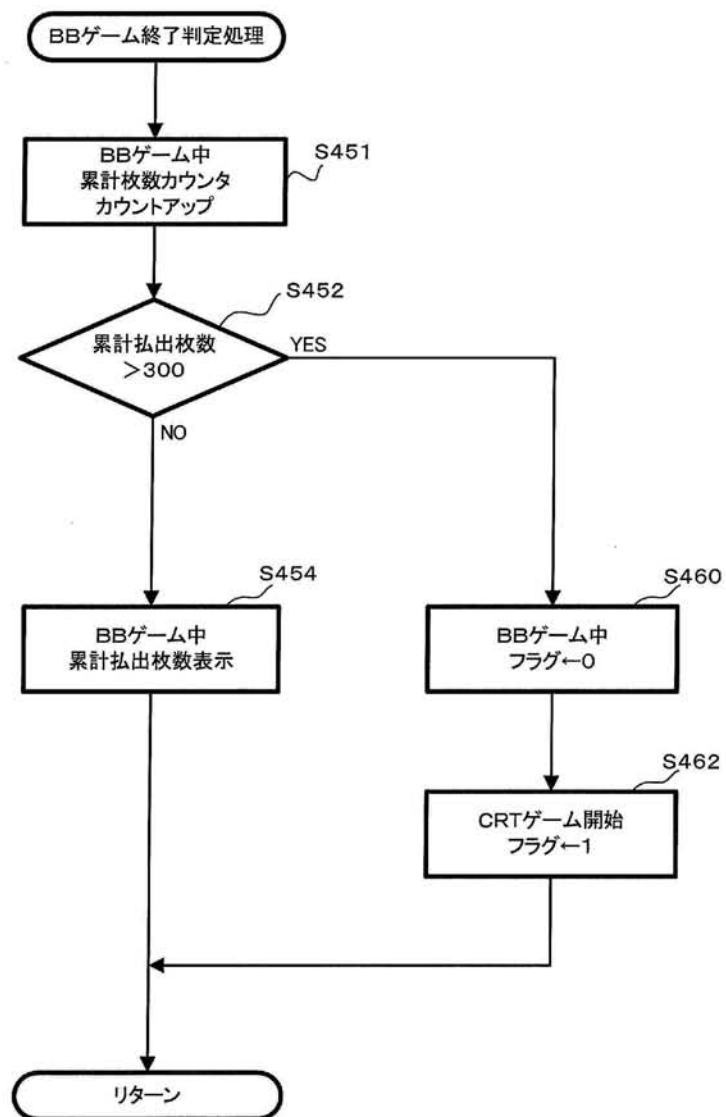 BBゲーム終了判定処理
S451
BBゲーム中
累計枚数カウンタ
カウントアップ
S452
累計払出枚数
＞300
YES
NO
S454
BBゲーム中
累計払出枚数表示
S460
BBゲーム中
フラグ←0
S462
CRTゲーム開始
フラグ←1
リターン